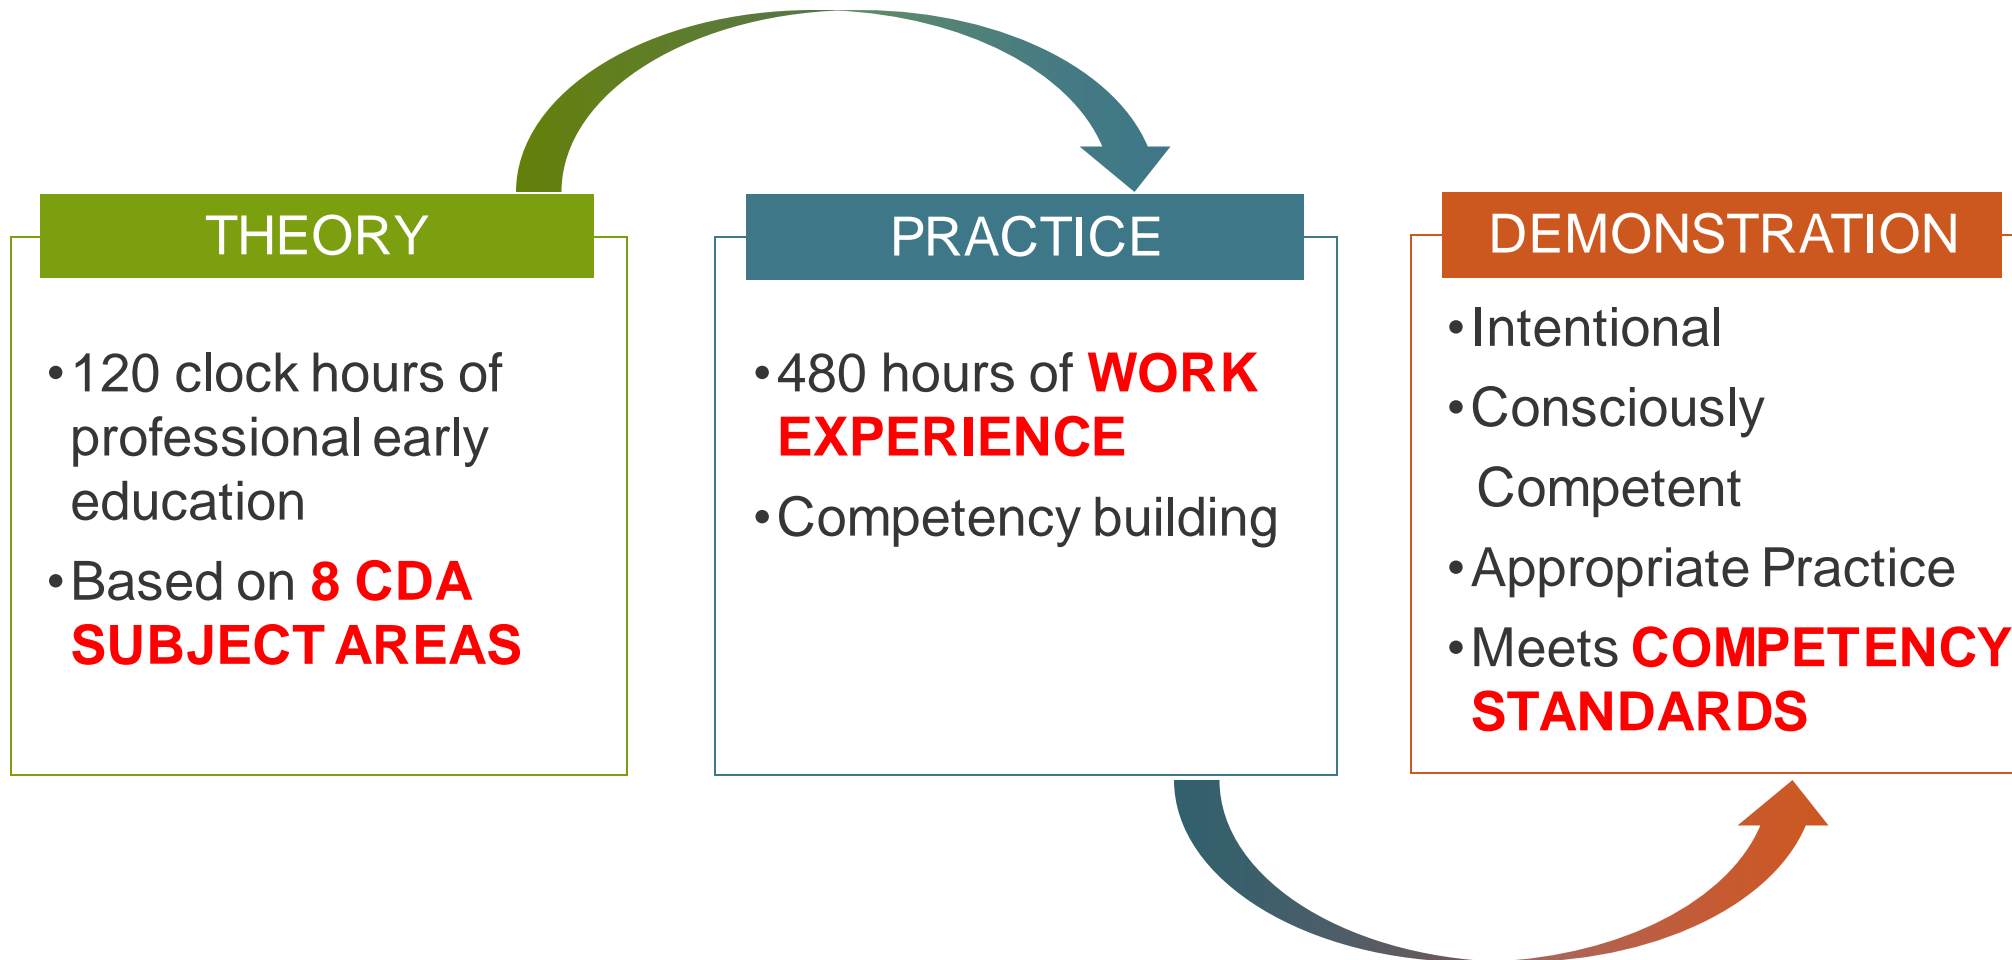 THEORY
•120 clock hours of
professional early
education
•Based on 8 CDA
SUBJECT AREAS
PRACTICE
•480 hours of WORK
EXPERIENCE
•Competency building
DEMONSTRATION
•Intentional
•Consciously
Competent
•Appropriate Practice
•Meets COMPETENCY
STANDARDS